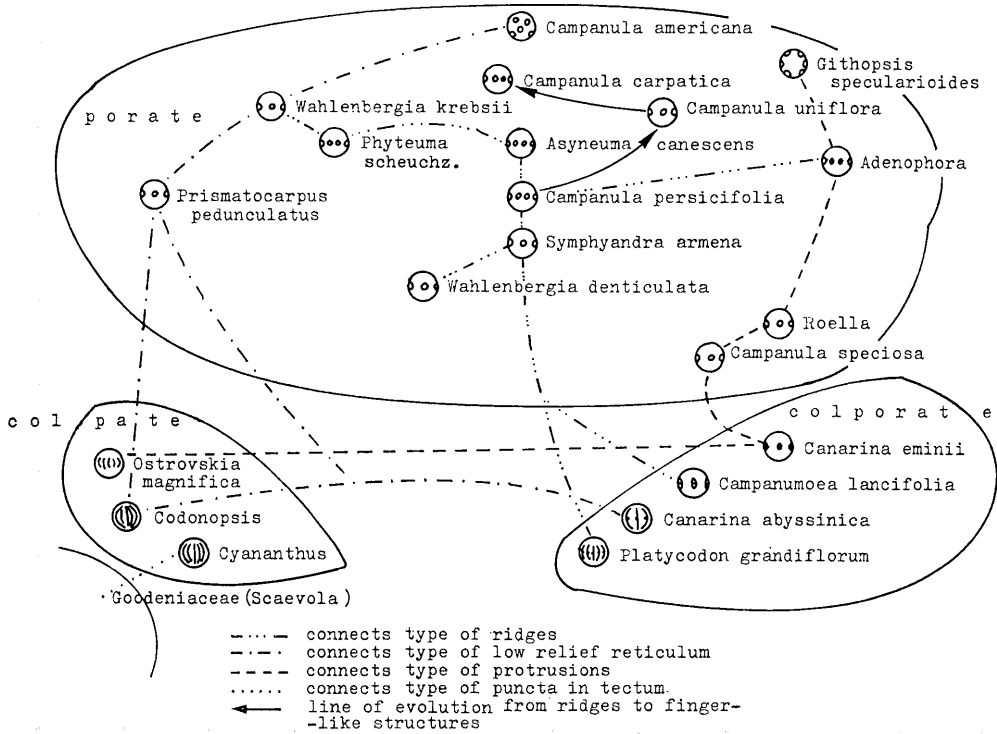 Campanula americana
Githopsis
specularioides
Campanula carpatica
Wahlenbergia krebsii
Campanula uniflora
porate
Phyteuma
scheuchz.
Asyneuma canescens
Adenophora
Prismatocarpus
pedunculatus
Campanula persicifolia
Symphyandra armena
Wahlenbergia denticulata
Roella
Campanula speciosa
colpate
colporate
Ostrovskia
magnifica
Canarina eminii
Campanumoea lancifolia
Codonopsis
Canarina abyssinica
Cyananthus
Platycodon grandiflorum
Goodeniaceae (Scaevola)
connects type of ridges
connects type of low relief reticulum
connects type of protrusions
connects type of puncta in tectum
line of evolution from ridges to finger-
-like structures